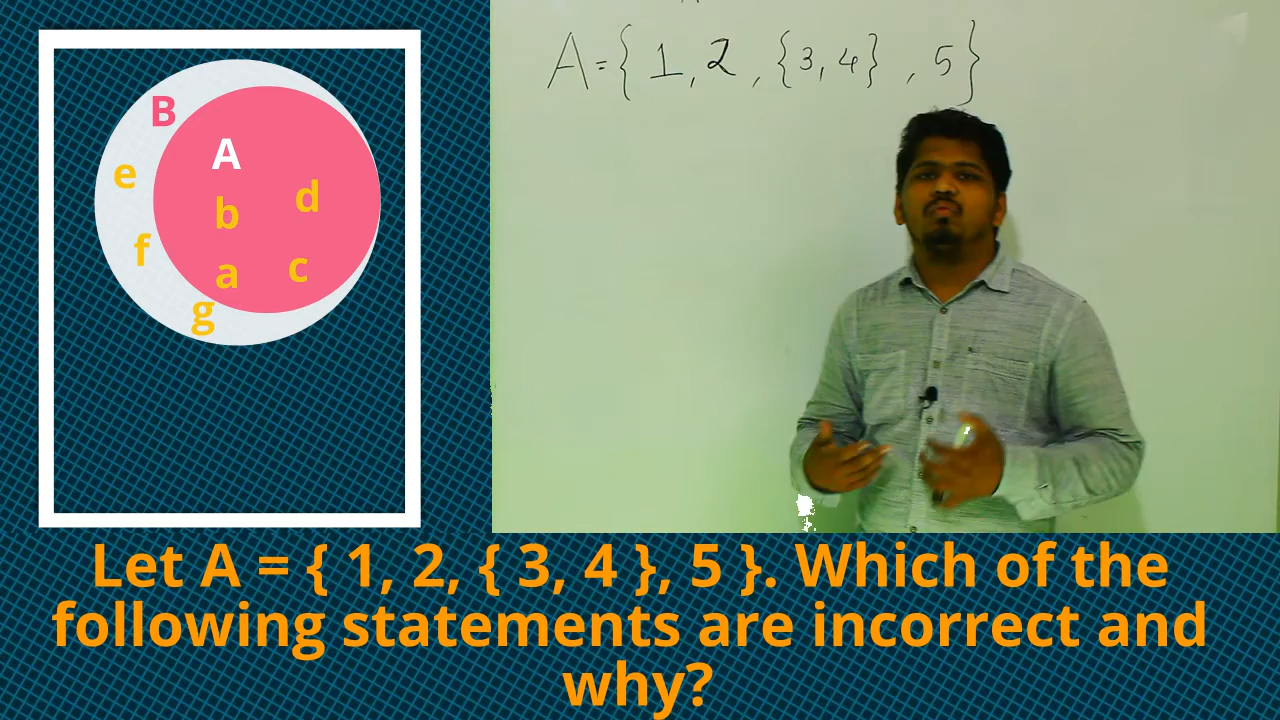 B
A
e
d
b
f
c
a
g
A = { 1, 2, {3, 4}, 5}
Let A = { 1, 2, { 3, 4 }, 5 }. Which of the
following statements are incorrect and
why?